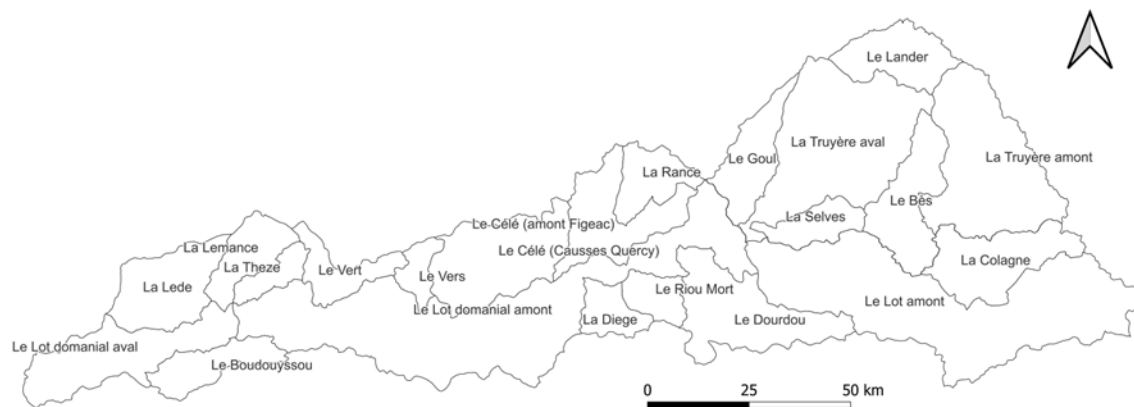 Le Lander
La Truyère aval
Le Goul
La Truyère amont
La Rance
Le Bès
La Selves
Le Célé (amont Figeac)
La Lemance
Le Célé (Causses Quercy)
La Colagne
La Theze
Le Vert
Le Vers
La Lede
Le Riou Mort
Le Lot amont
Le Lot domanial amont
La Diege
Le Dourdou
Le Lot domanial aval
Le Boudouyssou
0 25 50 km